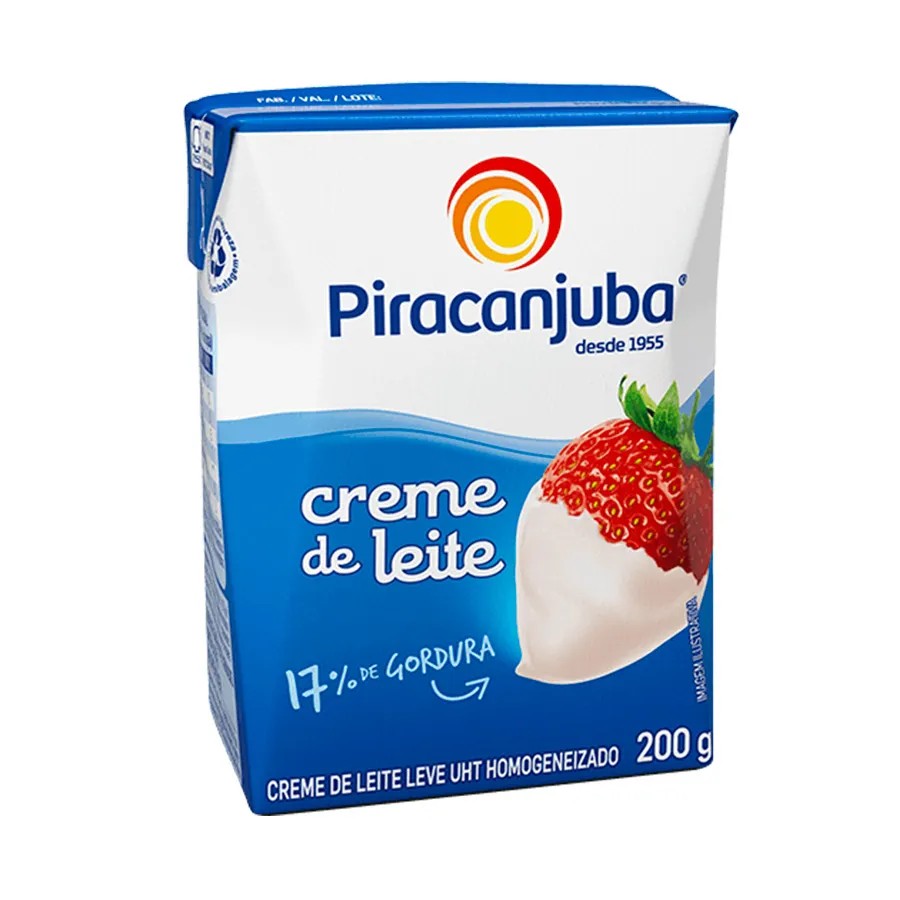 FAB. / VAL. / LOTE:
Piracanjuba®
desde 1955
creme
de leite
17% DE GORDURA
IMAGEM ILUSTRATIVA
CREME DE LEITE LEVE UHT HOMOGENEIZADO 200 g